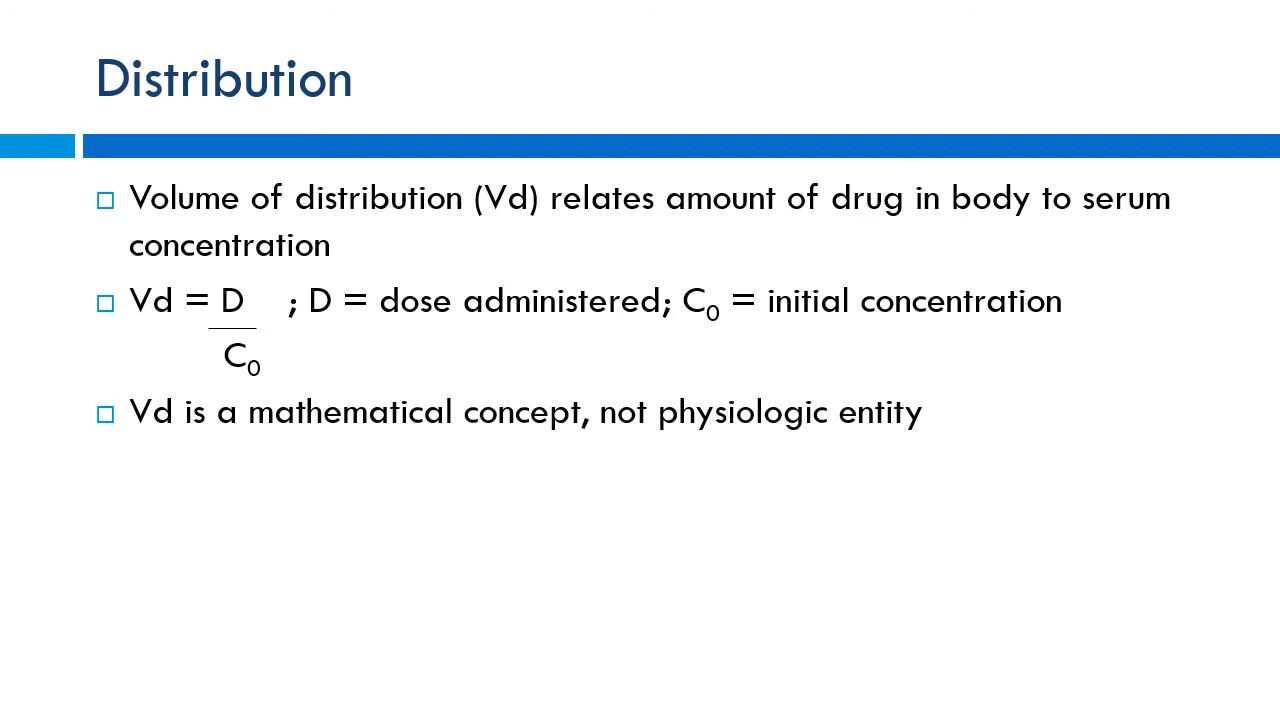 Distribution
Volume of distribution (Vd) relates amount of drug in body to serum
concentration
Vd = D ; D = dose administered; C₀ = initial concentration
C₀
Vd is a mathematical concept, not physiologic entity